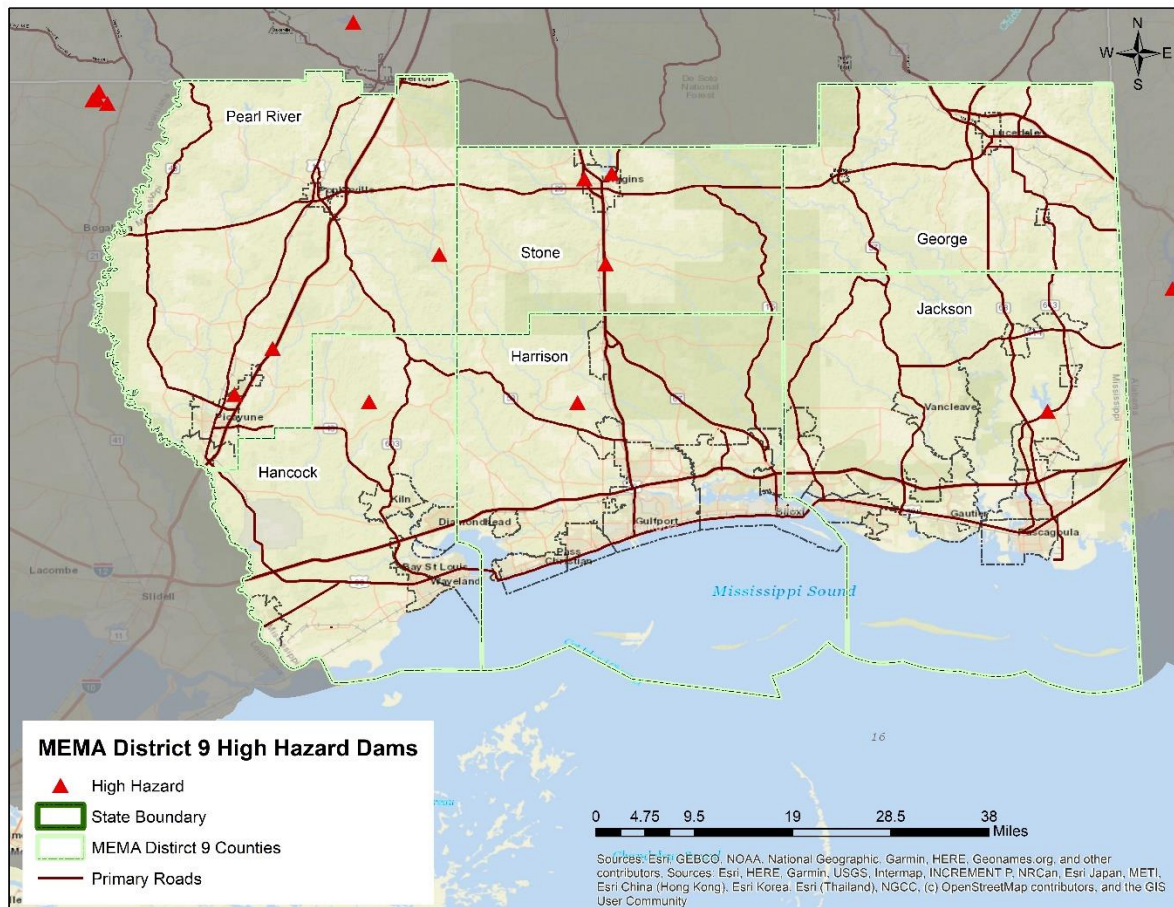 N
W E
S
De Soto
National
Forest
Pearl River
Lucedale
Stone
George
Jackson
Harrison
Vancleave
Picayune
Hancock
Kiln
Diamondhead
Gulfport
Biloxi
Gautier
Pass
Christian
Pascagoula
Bay St Louis
Waveland
Lacombe
Slidell
Mississippi Sound
16
MEMA District 9 High Hazard Dams
High Hazard
State Boundary
MEMA Distirct 9 Counties
Primary Roads
0 4.75 9.5 19 28.5 38
Miles
Sources: Esri, GEBCO, NOAA, National Geographic, Garmin, HERE, Geonames.org, and other
contributors, Sources: Esri, HERE, Garmin, USGS, Intermap, INCREMENT P, NRCan, Esri Japan, METI,
Esri China (Hong Kong), Esri Korea, Esri (Thailand), NGCC, (c) OpenStreetMap contributors, and the GIS
User Community